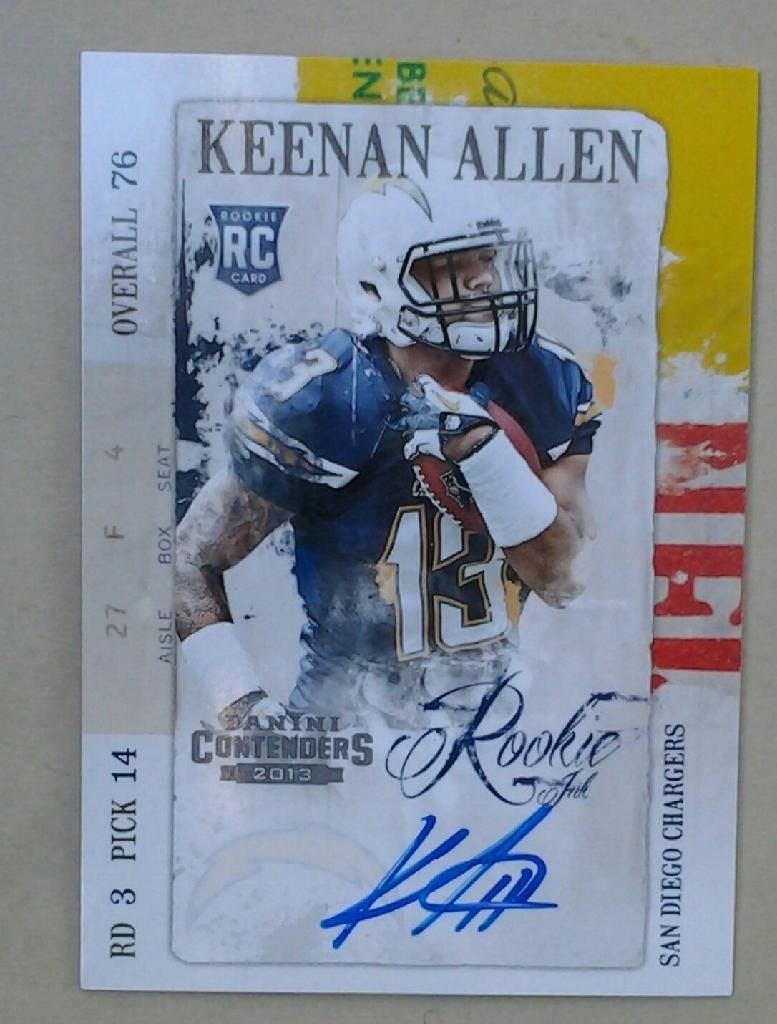 KEENAN ALLEN
ROOKIE
RC
CARD
OVERALL 76
27 F 4
AISLE BOX SEAT
RD 3 PICK 14
13
13
PANINI
CONTENDERS
2013
Rookie
Ink
SAN DIEGO CHARGERS